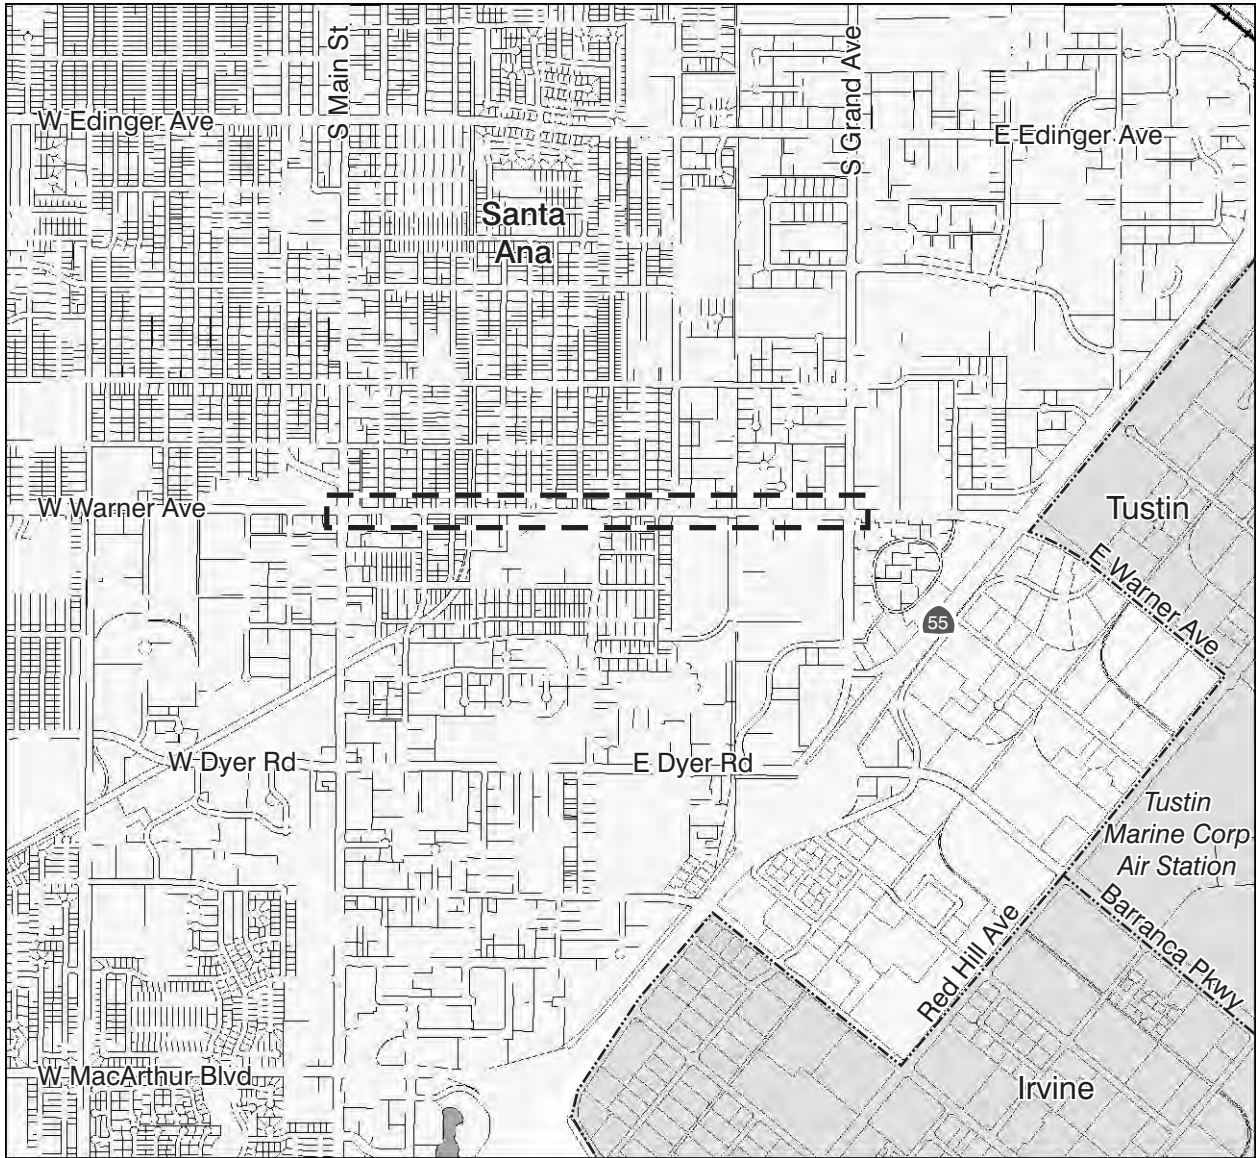 S Main St
S Grand Ave
W Edinger Ave
E Edinger Ave
Santa
Ana
W Warner Ave
Tustin
E Warner Ave
55
W Dyer Rd
E Dyer Rd
Tustin
Marine Corp
Air Station
Barranca Pkwy
Red Hill Ave
W MacArthur Blvd
Irvine